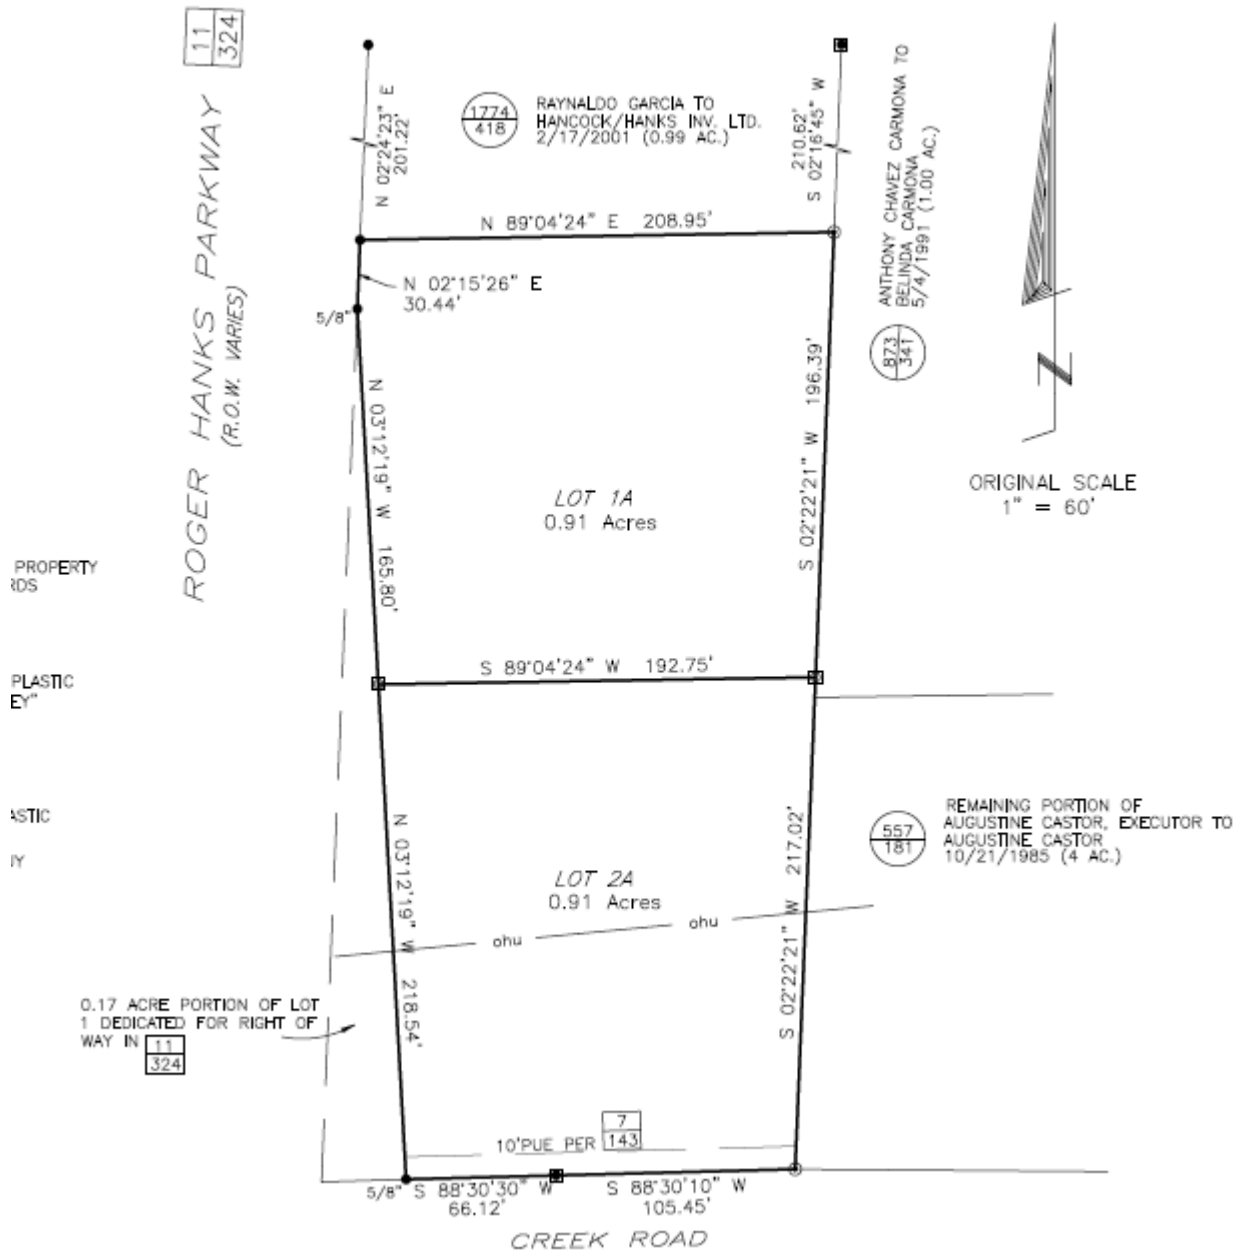 11
324
ROGER HANKS PARKWAY
(R.O.W. VARIES)
N 02°24'23" E
201.22'
1774
418
RAYNALDO GARCIA TO
HANCOCK/HANKS INV. LTD.
2/17/2001 (0.99 AC.)
210.62'
S 02°16'45" W
ANTHONY CHAVEZ CARMONA TO
BELINDA CARMONA
5/4/1991 (1.00 AC.)
873
341
N 89°04'24" E 208.95'
N 02°15'26" E
30.44'
5/8"
N 03°12'19" W 165.80'
S 02°22'21" W 196.39'
LOT 1A
0.91 Acres
N
ORIGINAL SCALE
1" = 60'
PROPERTY
RDS
S 89°04'24" W 192.75'
PLASTIC
EY"
ASTIC
N 03°12'19" W 218.54'
S 02°22'21" W 217.02'
557
181
REMAINING PORTION OF
AUGUSTINE CASTOR, EXECUTOR TO
AUGUSTINE CASTOR
10/21/1985 (4 AC.)
LOT 2A
0.91 Acres
ohu
ohu
0.17 ACRE PORTION OF LOT
1 DEDICATED FOR RIGHT OF
WAY IN 11
324
10'PUE PER 7
143
5/8" S 88°30'30" W
66.12'
S 88°30'10" W
105.45'
CREEK ROAD